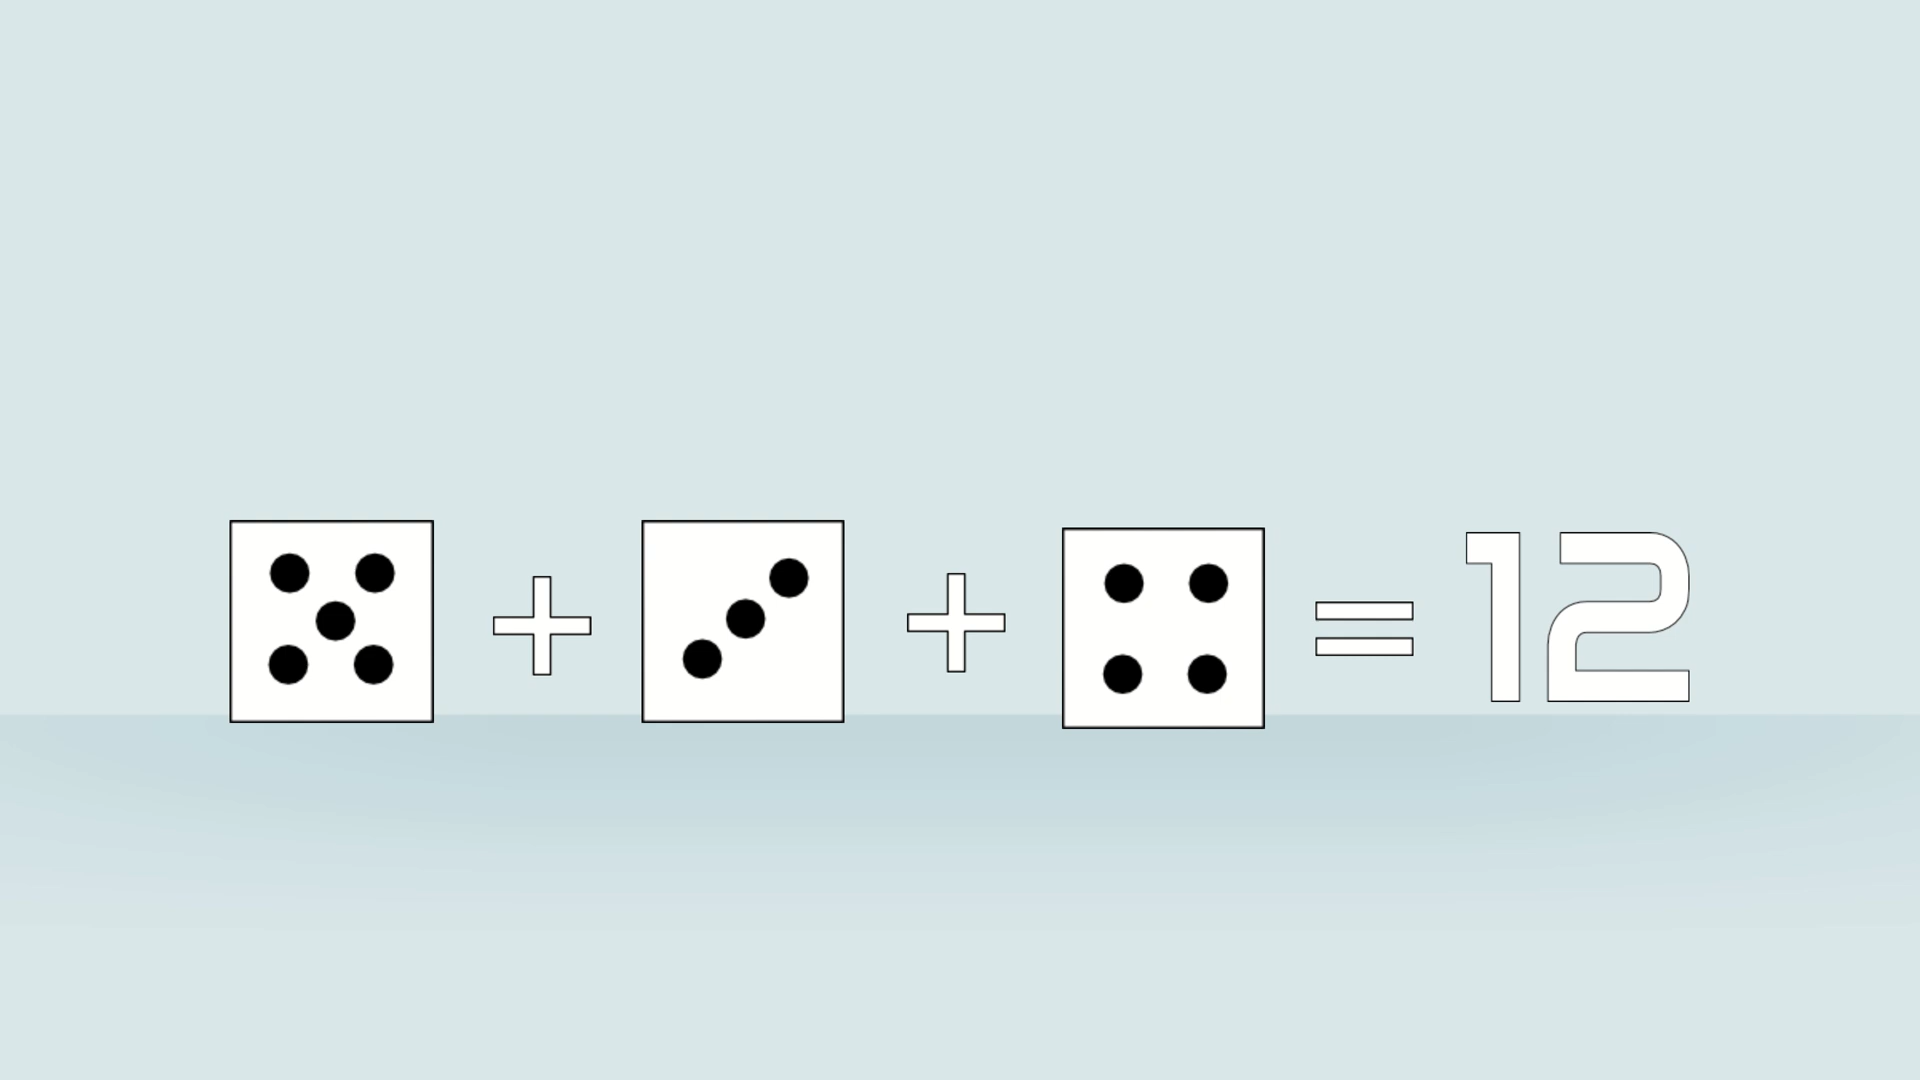 + + = 12